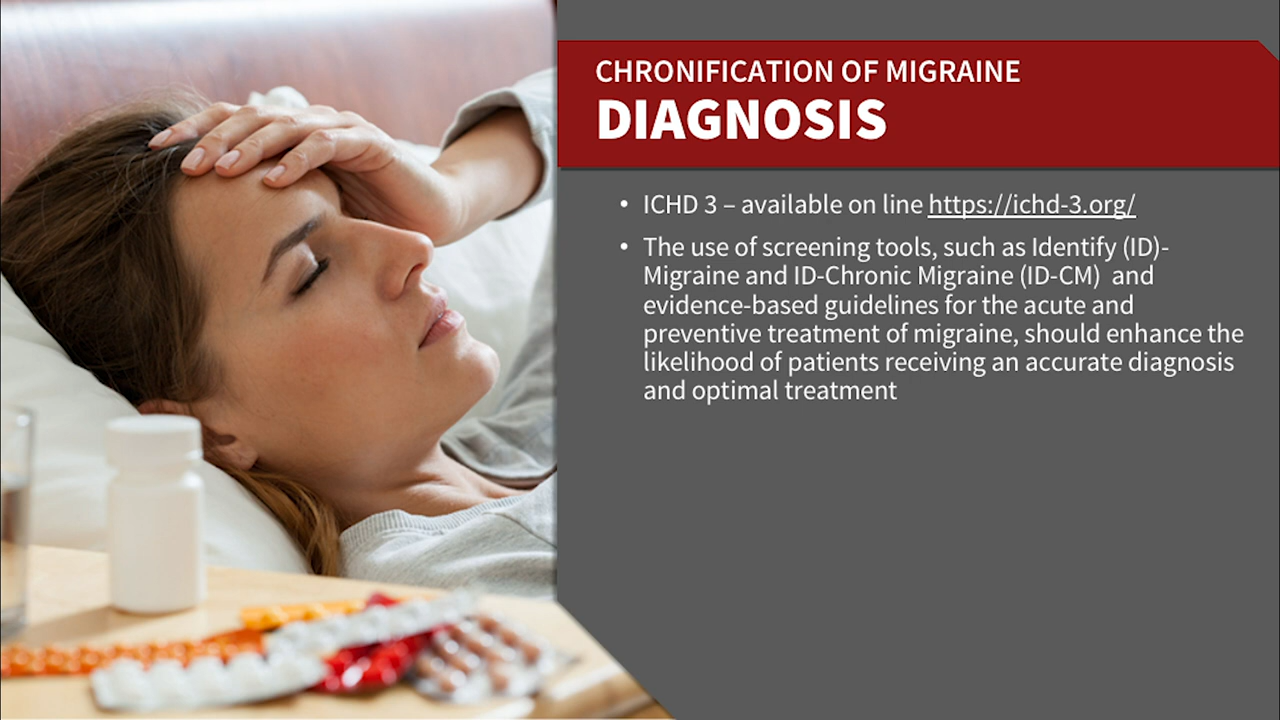 CHRONIFICATION OF MIGRAINE
DIAGNOSIS
• ICHD 3 – available on line https://ichd-3.org/
• The use of screening tools, such as Identify (ID)-
Migraine and ID-Chronic Migraine (ID-CM)  and
evidence-based guidelines for the acute and
preventive treatment of migraine, should enhance the
likelihood of patients receiving an accurate diagnosis
and optimal treatment